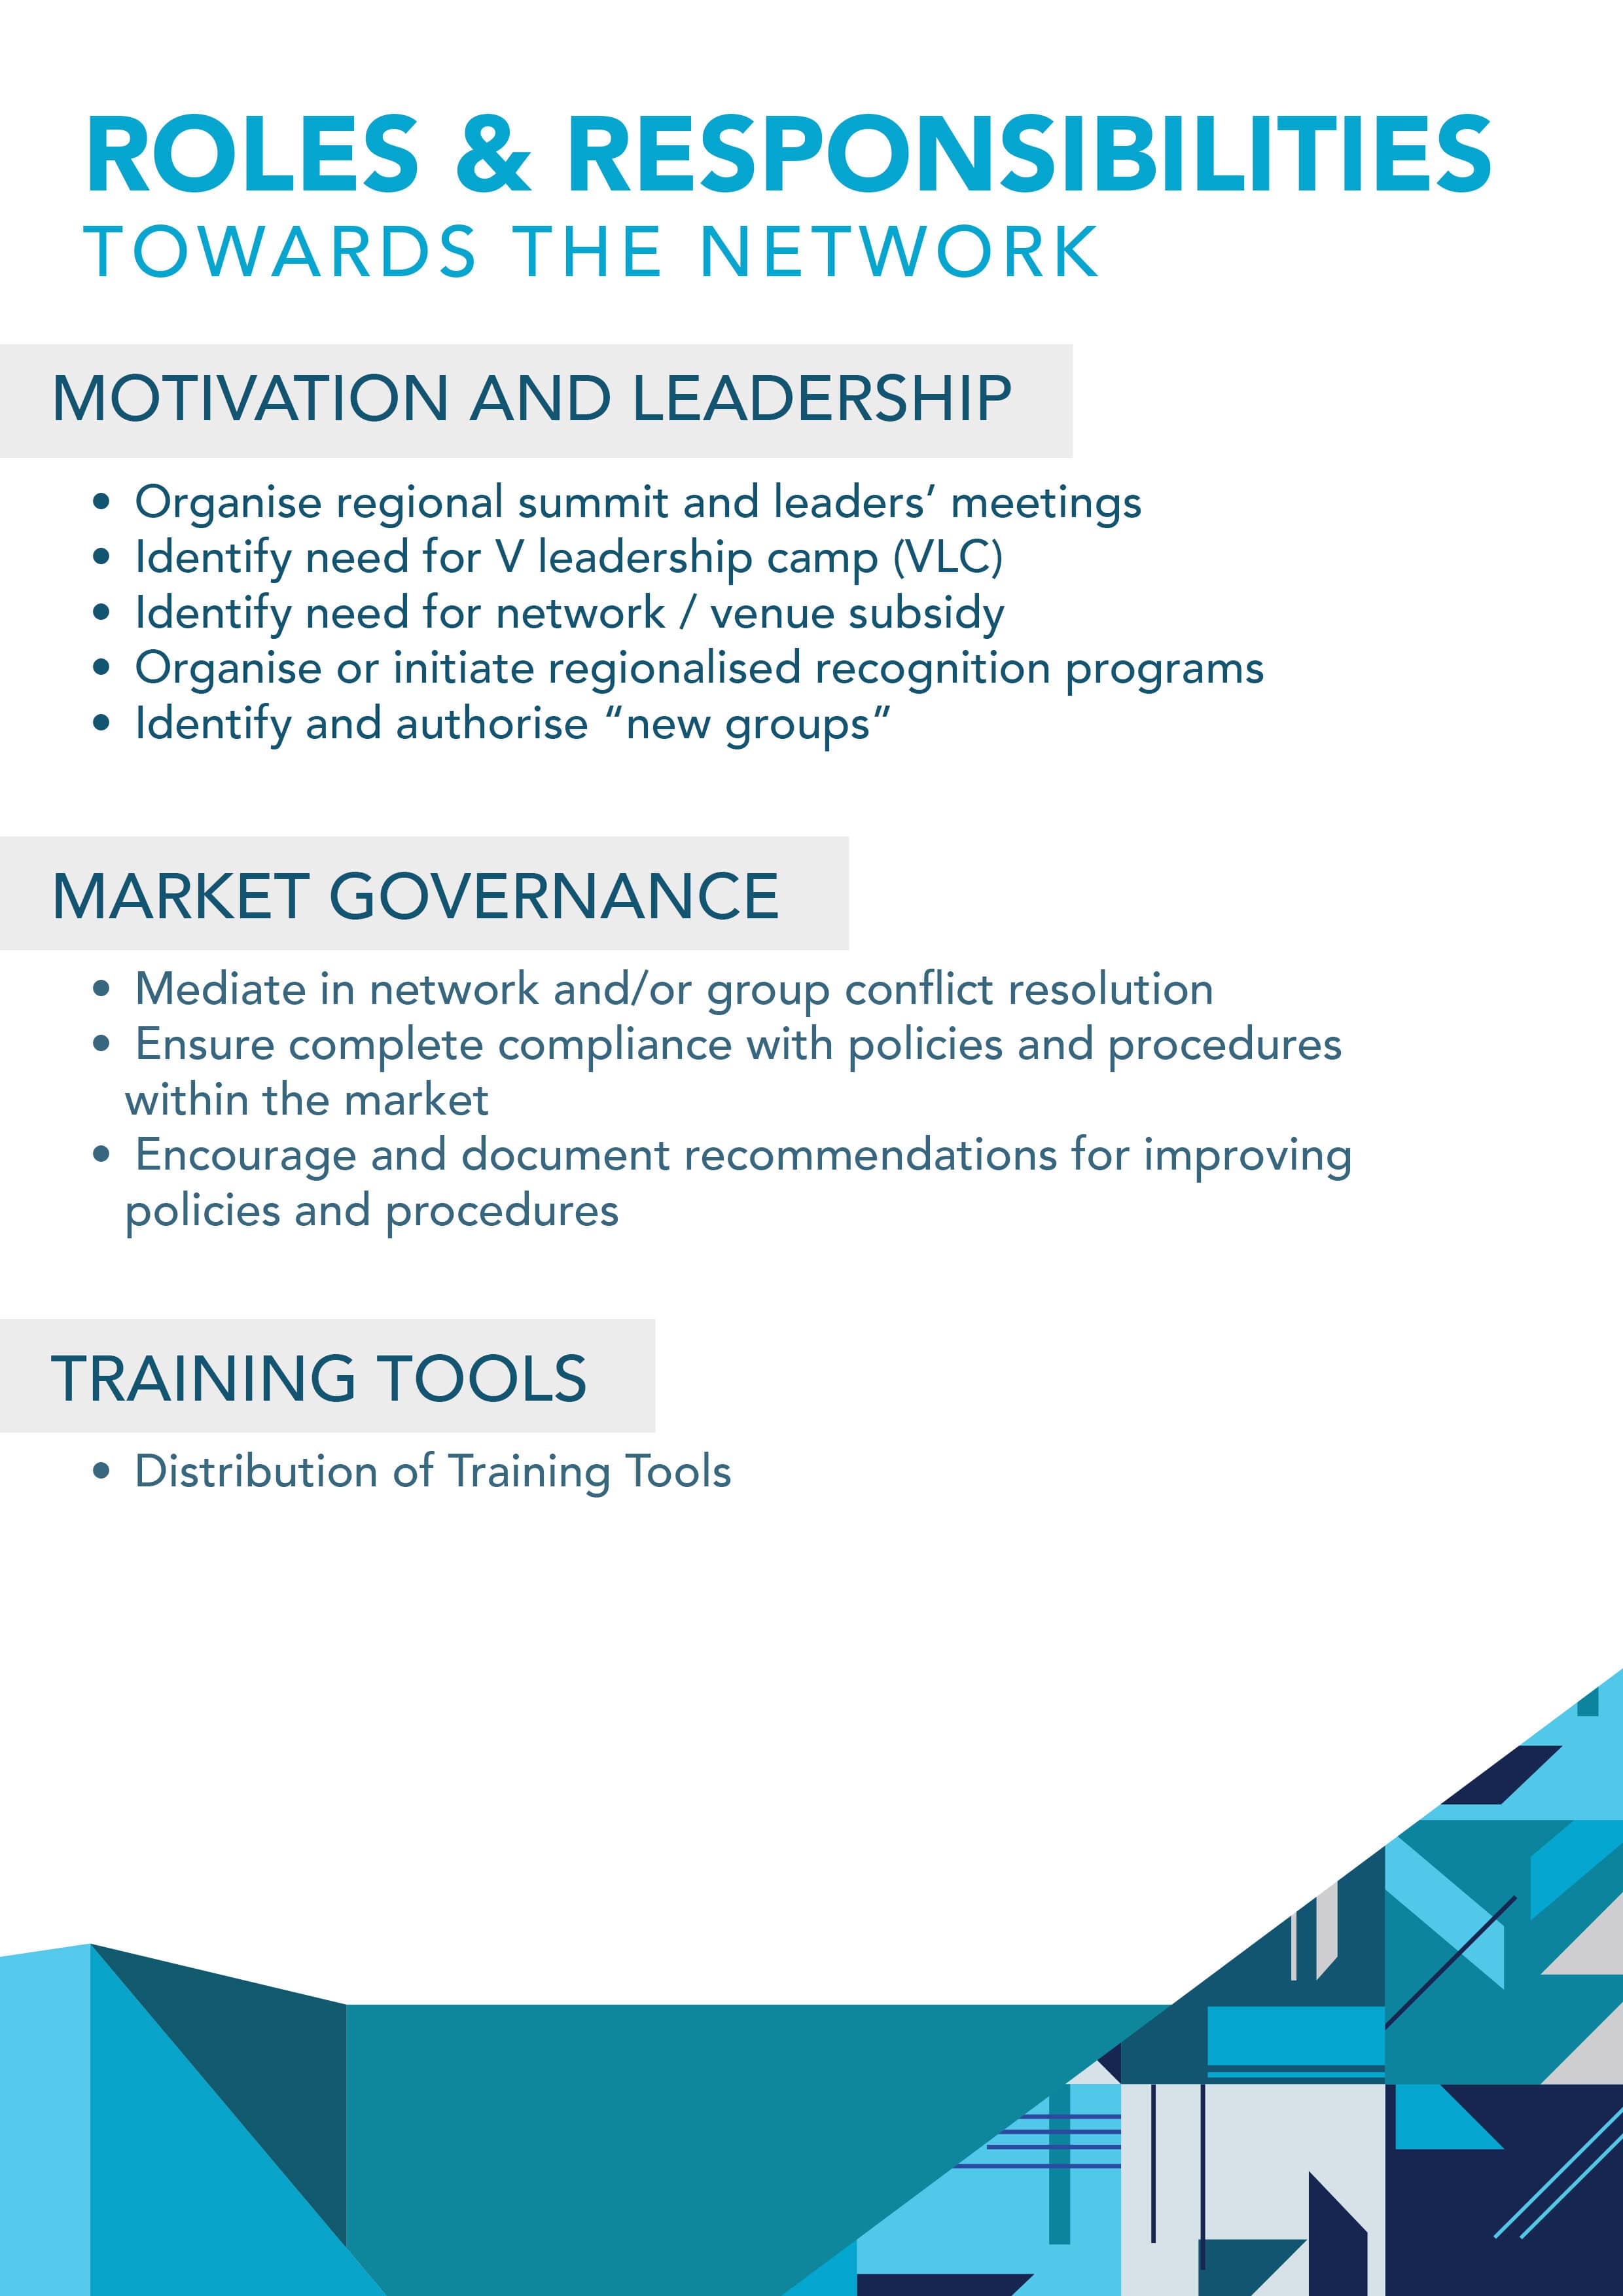 ROLES & RESPONSIBILITIES
TOWARDS THE NETWORK
MOTIVATION AND LEADERSHIP
• Organise regional summit and leaders’ meetings
• Identify need for V leadership camp (VLC)
• Identify need for network / venue subsidy
• Organise or initiate regionalised recognition programs
• Identify and authorise “new groups”
MARKET GOVERNANCE
• Mediate in network and/or group conflict resolution
• Ensure complete compliance with policies and procedures
within the market
• Encourage and document recommendations for improving
policies and procedures
TRAINING TOOLS
• Distribution of Training Tools